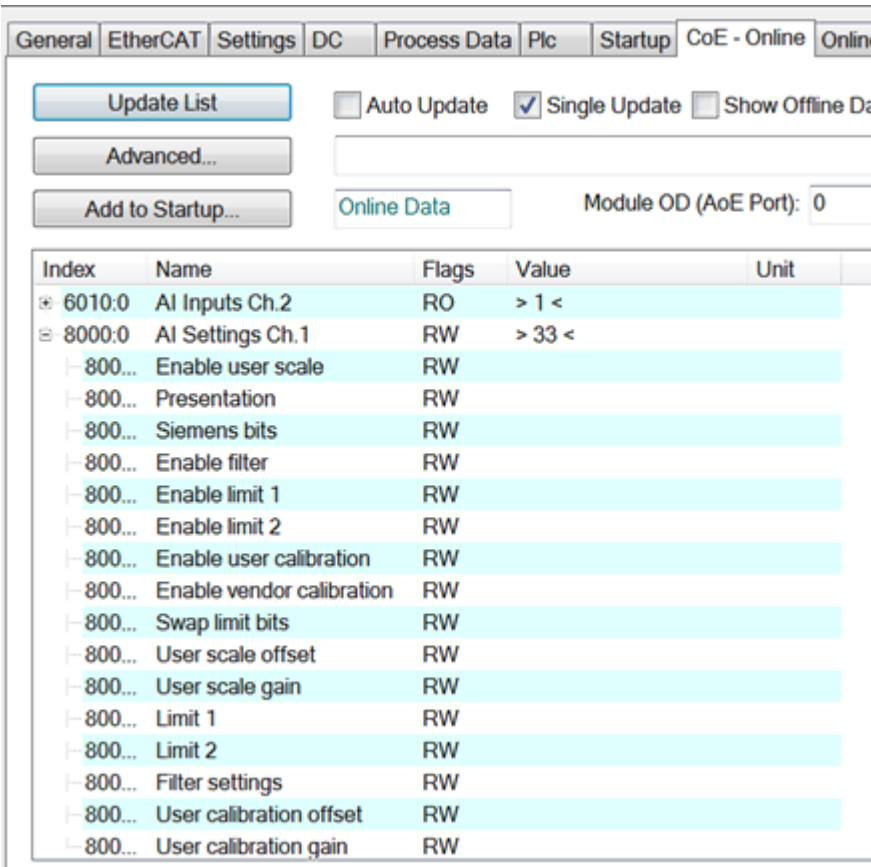 General EtherCAT Settings DC Process Data Plc Startup CoE - Online Online
Update List Auto Update Single Update Show Offline Da
Advanced...
Add to Startup... Online Data Module OD (AoE Port): 0
Index Name Flags Value Unit
6010:0 AI Inputs Ch.2 RO > 1 <
8000:0 AI Settings Ch.1 RW > 33 <
800... Enable user scale RW
800... Presentation RW
800... Siemens bits RW
800... Enable filter RW
800... Enable limit 1 RW
800... Enable limit 2 RW
800... Enable user calibration RW
800... Enable vendor calibration RW
800... Swap limit bits RW
800... User scale offset RW
800... User scale gain RW
800... Limit 1 RW
800... Limit 2 RW
800... Filter settings RW
800... User calibration offset RW
800... User calibration gain RW